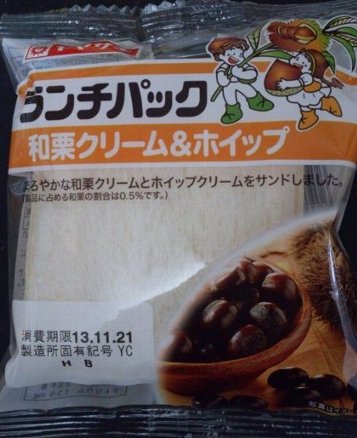 ランチパック
和栗クリーム&ホイップ
まろやかな和栗クリームとホイップクリームをサンドしました。
(製品に占める和栗の割合は0.5%です。)
消費期限13.11.21
製造所固有記号 YC
H B